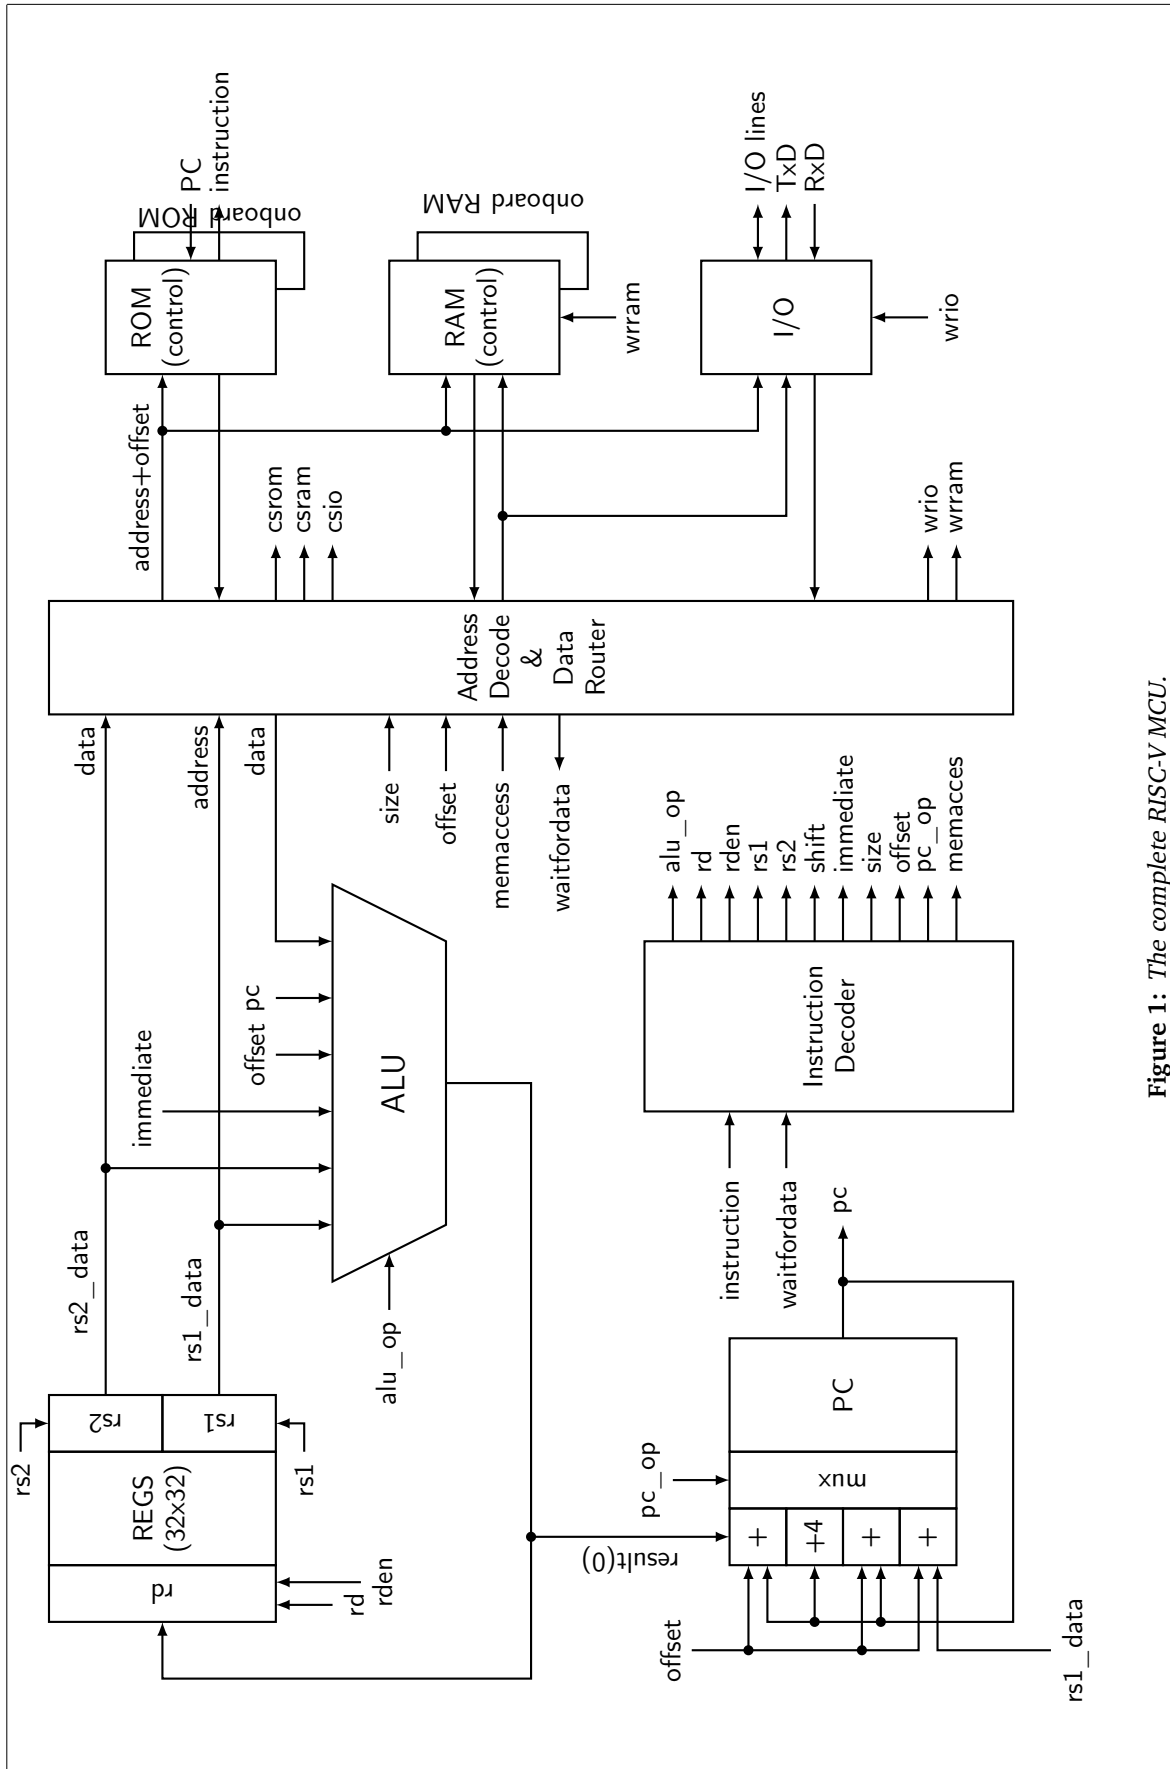 rs2
rs2
rs1
rs1
REGS
(32x32)
rd
rd
rden
rs2_data
rs1_data
alu_op
immediate
offset
pc
ALU
data
address
data
size
offset
memaccess
waitfordata
Address
Decode
&
Data
Router
address+offset
csrom
csram
csio
wrio
wrram
ROM
(control)
PC
instruction
onboard
ROM
RAM
(control)
onboard RAM
wrram
I/O
I/O lines
TxD
RxD
wrio
result(0)
pc_op
+
+4
+
+
mux
PC
pc
offset
rs1_data
instruction
waitfordata
Instruction
Decoder
alu_op
rd
rden
rs1
rs2
shift
immediate
size
offset
pc_op
memacces
Figure 1: The complete RISC-V MCU.